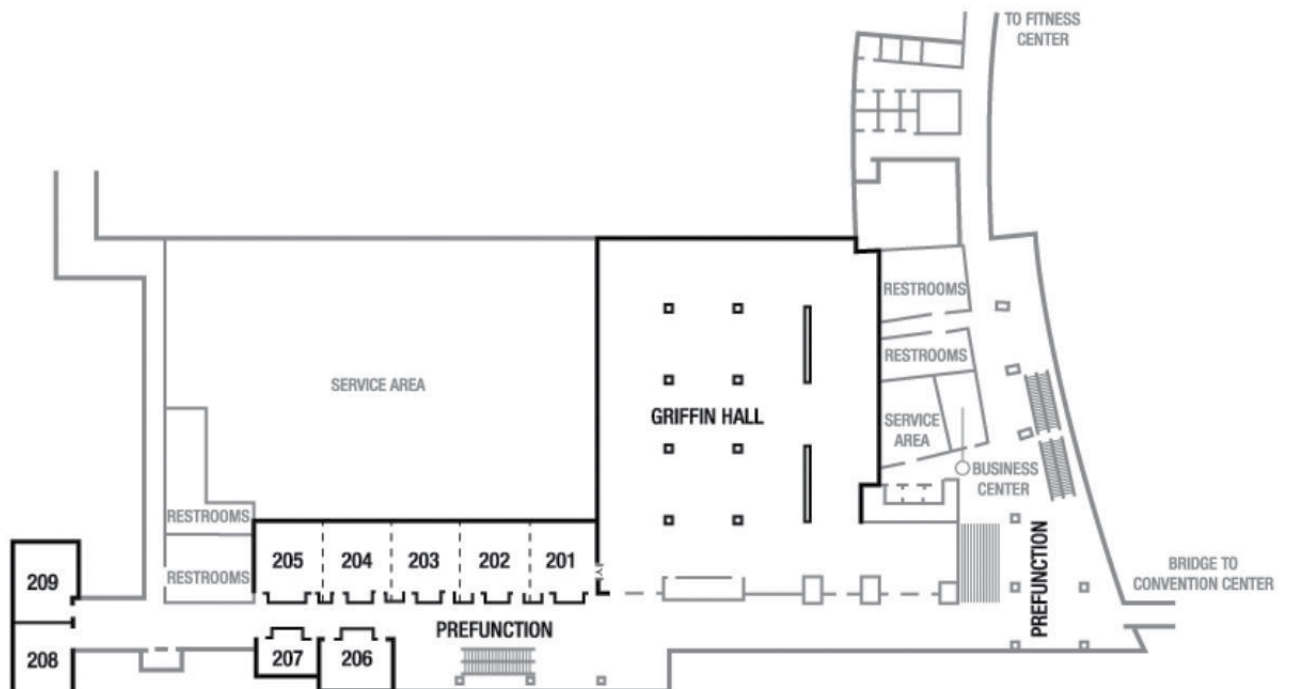 TO FITNESS
CENTER
RESTROOMS
RESTROOMS
SERVICE AREA
GRIFFIN HALL
SERVICE
AREA
BUSINESS
CENTER
RESTROOMS
RESTROOMS
205 204 203 202 201
209
208
207 206
PREFUNCTION
PREFUNCTION
BRIDGE TO
CONVENTION CENTER